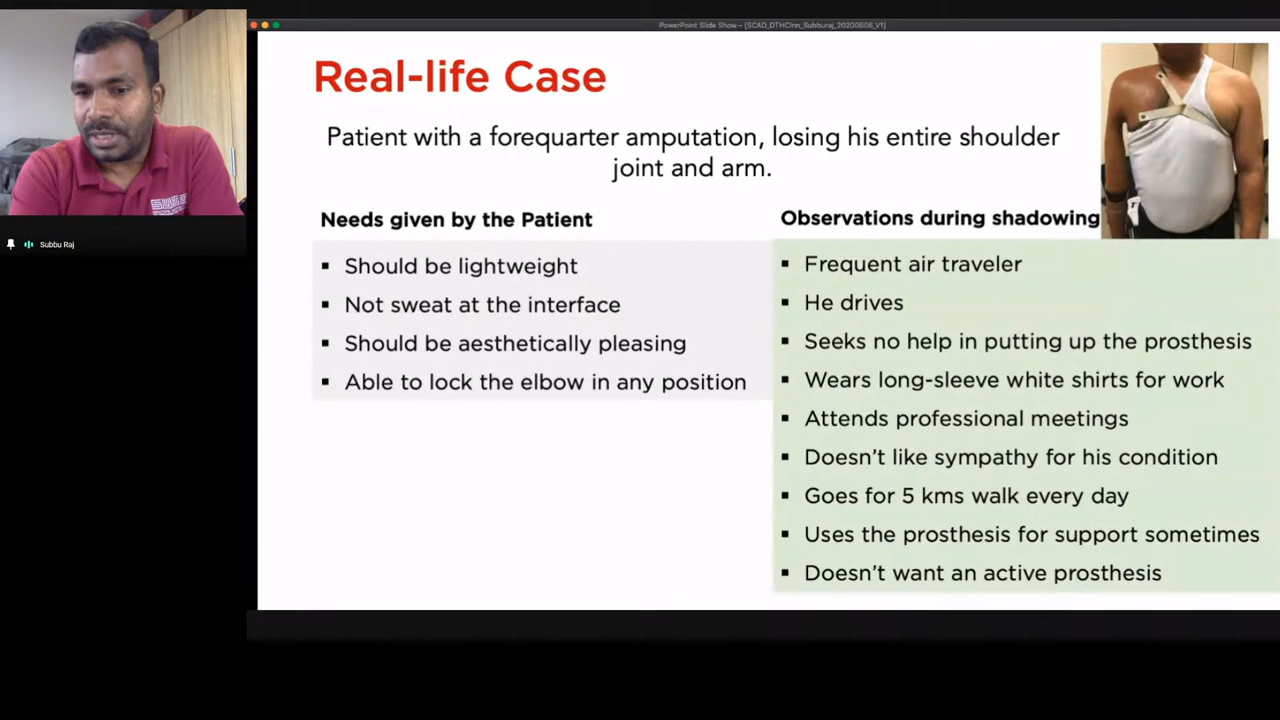 PowerPoint Slide Show - [SCAD_DTHCInn_Subburaj_20200606_V1]
Real-life Case
Patient with a forequarter amputation, losing his entire shoulder
joint and arm.
Needs given by the Patient
▪ Should be lightweight
▪ Not sweat at the interface
▪ Should be aesthetically pleasing
▪ Able to lock the elbow in any position
Observations during shadowing
▪ Frequent air traveler
▪ He drives
▪ Seeks no help in putting up the prosthesis
▪ Wears long-sleeve white shirts for work
▪ Attends professional meetings
▪ Doesn't like sympathy for his condition
▪ Goes for 5 kms walk every day
▪ Uses the prosthesis for support sometimes
▪ Doesn't want an active prosthesis
Subbu Raj